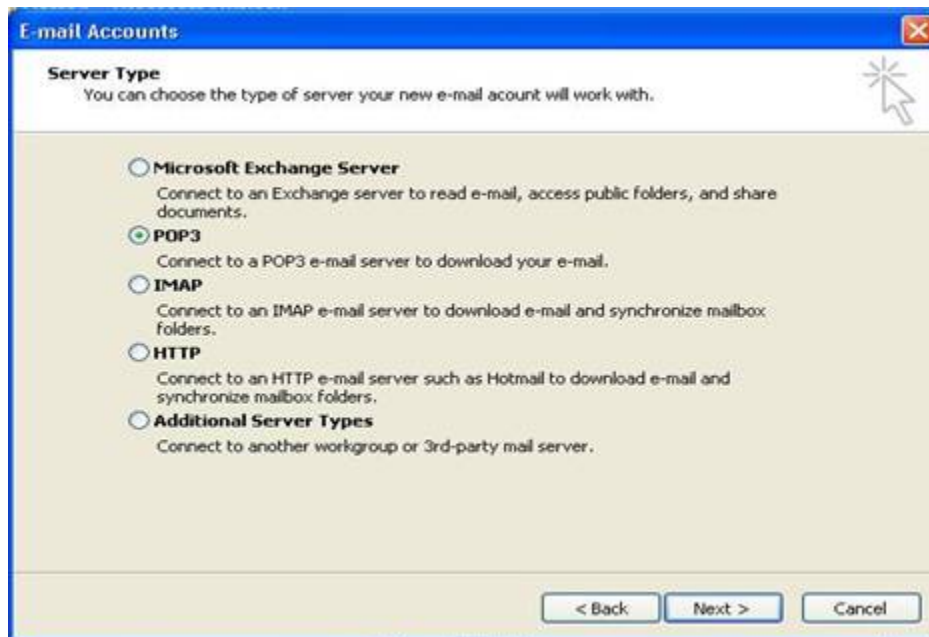 E-mail Accounts
Server Type
You can choose the type of server your new e-mail acount will work with.
Microsoft Exchange Server
Connect to an Exchange server to read e-mail, access public folders, and share
documents.
POP3
Connect to a POP3 e-mail server to download your e-mail.
IMAP
Connect to an IMAP e-mail server to download e-mail and synchronize mailbox
folders.
HTTP
Connect to an HTTP e-mail server such as Hotmail to download e-mail and
synchronize mailbox folders.
Additional Server Types
Connect to another workgroup or 3rd-party mail server.
< Back Next > Cancel